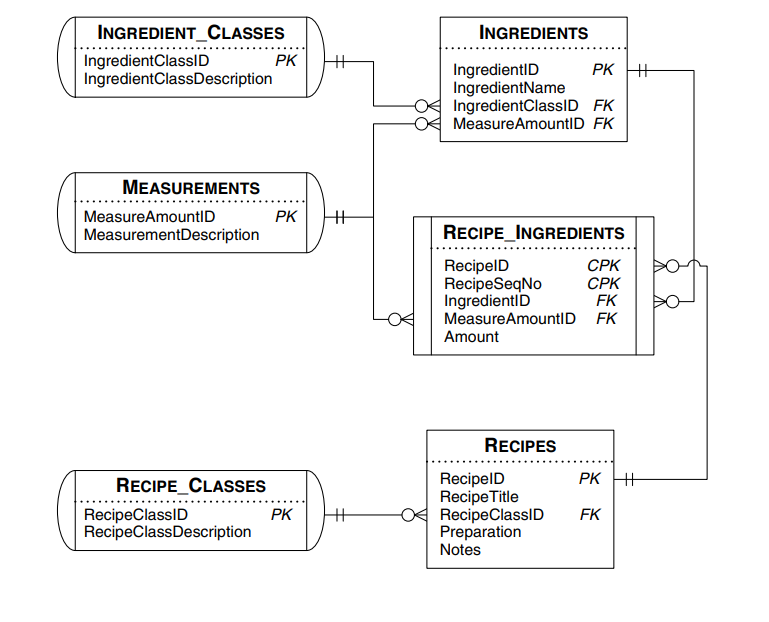 INGREDIENT_CLASSES
IngredientClassID PK
IngredientClassDescription
INGREDIENTS
IngredientID PK
IngredientName
IngredientClassID FK
MeasureAmountID FK
MEASUREMENTS
MeasureAmountID PK
MeasurementDescription
RECIPE_INGREDIENTS
RecipeID CPK
RecipeSeqNo CPK
IngredientID FK
MeasureAmountID FK
Amount
RECIPE_CLASSES
RecipeClassID PK
RecipeClassDescription
RECIPES
RecipeID PK
RecipeTitle
RecipeClassID FK
Preparation
Notes